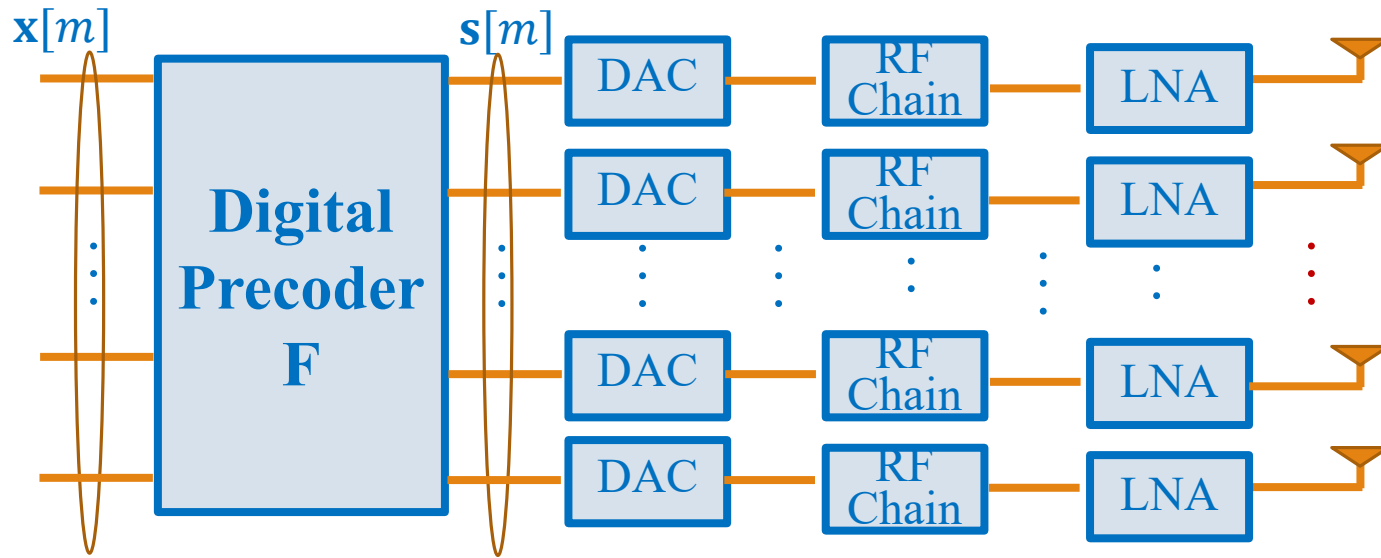 x[m]
s[m]
DAC
RF
Chain
LNA
DAC
RF
Chain
LNA
Digital
Precoder
F
DAC
RF
Chain
LNA
DAC
RF
Chain
LNA